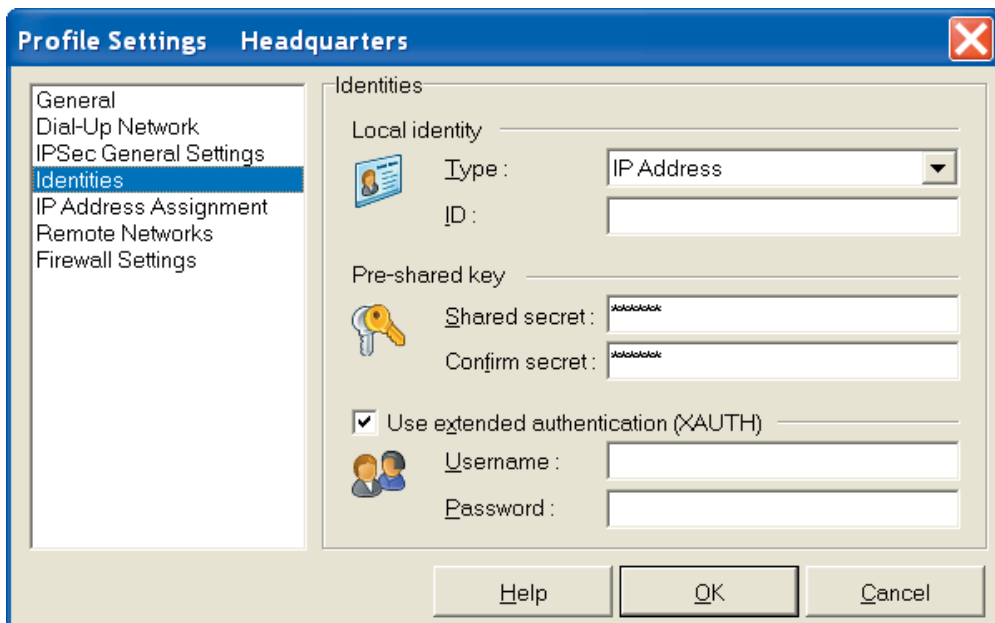 Profile Settings Headquarters
General
Dial-Up Network
IPSec General Settings
Identities
IP Address Assignment
Remote Networks
Firewall Settings
Identities
Local identity
Type : IP Address
ID :
Pre-shared key
Shared secret : *******
Confirm secret : *******
Use extended authentication (XAUTH)
Username :
Password :
Help OK Cancel